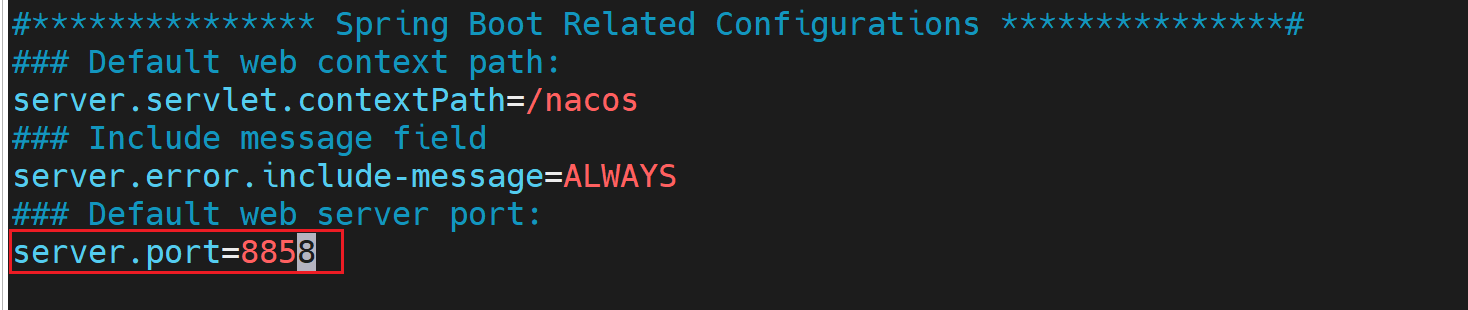 #*************** Spring Boot Related Configurations ***************#
### Default web context path:
server.servlet.contextPath=/nacos
### Include message field
server.error.include-message=ALWAYS
### Default web server port:
server.port=8858